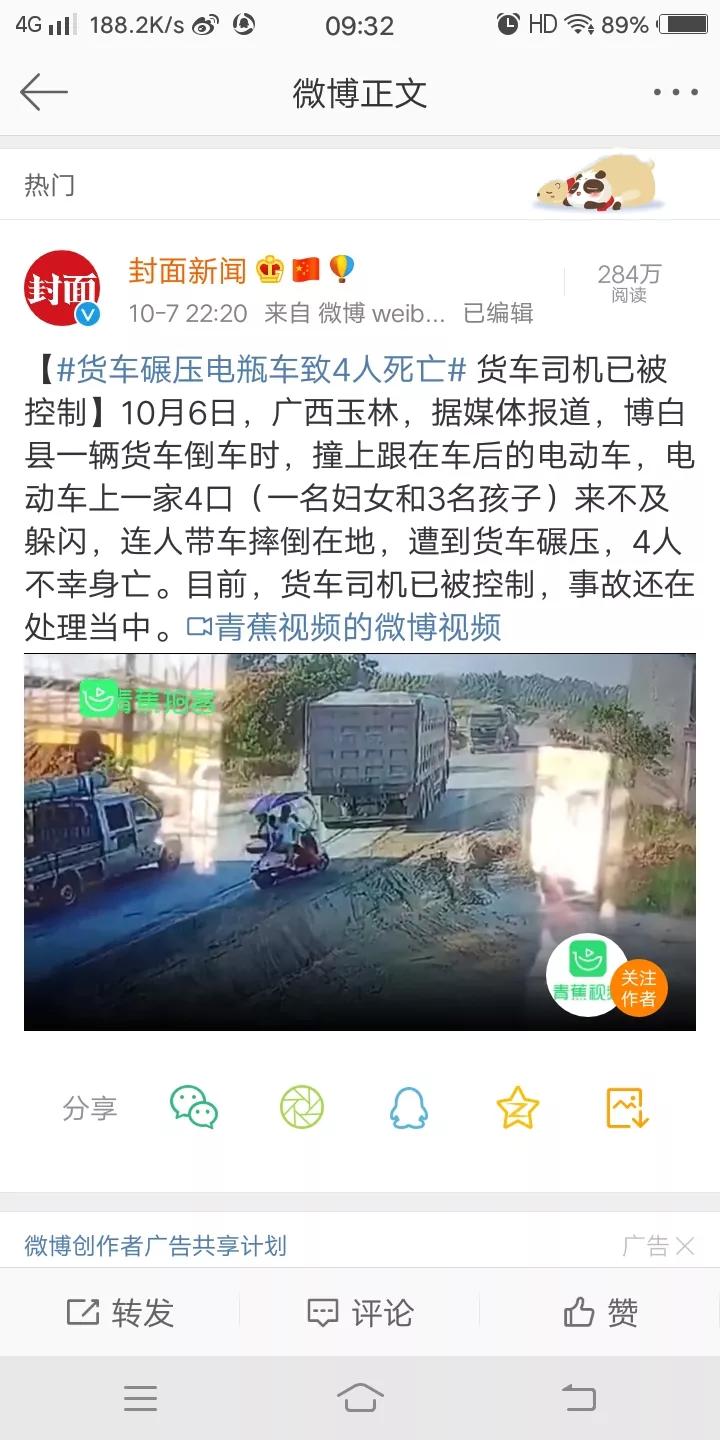 4G 188.2K/s 09:32 HD 89%
微博正文
热门
封面
封面新闻
284万
阅读
10-7 22:20 来自 微博 weib... 已编辑
【#货车碾压电瓶车致4人死亡# 货车司机已被
控制】10月6日，广西玉林，据媒体报道，博白
县一辆货车倒车时，撞上跟在车后的电动车，电
动车上一家4口（一名妇女和3名孩子）来不及
躲闪，连人带车摔倒在地，遭到货车碾压，4人
不幸身亡。目前，货车司机已被控制，事故还在
处理当中。青蕉视频的微博视频
青蕉拍客
青蕉视频
关注
作者
分享
微博创作者广告共享计划 广告
转发 评论 赞